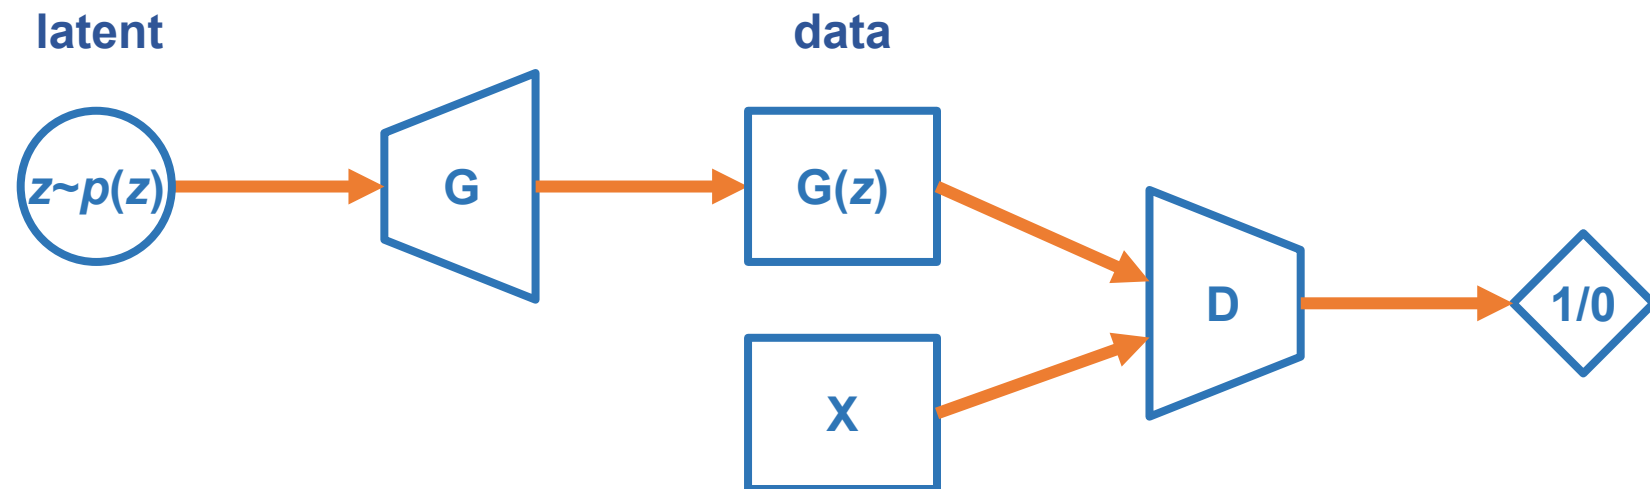 latent
data
z~p(z)
G
G(z)
D
1/0
X